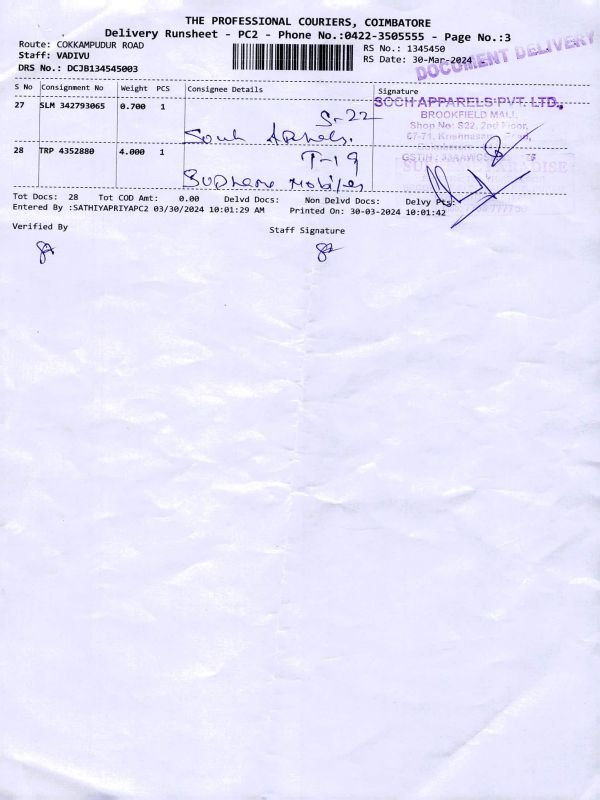 THE PROFESSIONAL COURIERS, COIMBATORE
Delivery Runsheet - PC2 - Phone No.:0422-3505555 - Page No.:3
Route: COKKAMPUDUR ROAD
RS No.: 1345450
Staff: VADIVU
RS Date: 30-Mar-2024
DRS No.: DCJB134545003
DOCUMENT DELIVERY
S No Consignment No Weight PCS Consignee Details Signature
27 SLM 342793065 0.700 1
S-22
SOCH APPARELS PVT. LTD.,
BROOKFIELD MALL
Shop No: S22, 2nd Floor,
67-71, Krishnasamy Road,
28 TRP 4352880 4.000 1
T-19
GSTIN:
Supreme Mobiles
Tot Docs: 28 Tot COD Amt: 0.00 Delvd Docs: Non Delvd Docs: Delvy Pts:
Entered By :SATHIYAPRIYAPC2 03/30/2024 10:01:29 AM Printed On: 30-03-2024 10:01:42
Verified By
Staff Signature